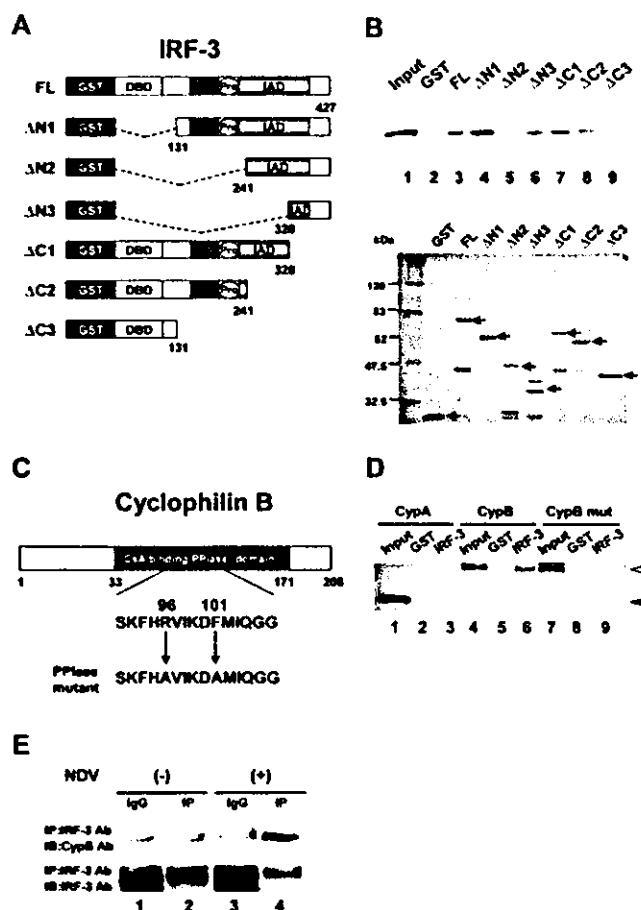 A
IRF-3
FL GST DBD Pro IAD
427
ΔN1 GST Pro IAD
131
ΔN2 GST IAD
241
ΔN3 GST IAD
328
ΔC1 GST DBD Pro IAD
328
ΔC2 GST DBD Pro
241
ΔC3 GST DBD
131
B
Input GST FL ΔN1 ΔN2 ΔN3 ΔC1 ΔC2 ΔC3
1 2 3 4 5 6 7 8 9
kDa GST FL ΔN1 ΔN2 ΔN3 ΔC1 ΔC2 ΔC3
83
62
47.5
32.5
C
Cyclophilin B
CsA binding PPIase domain
1 33 171 208
96 101
SKFHRVIKDFMIQGG
PPIase
mutant
SKFHAVIKDAMIQGG
D
CypA CypB CypB mut
Input GST IRF-3 Input GST IRF-3 Input GST IRF-3
1 2 3 4 5 6 7 8 9
E
NDV (-) (+)
IgG IP IgG IP
IP:IRF-3 Ab
IB:CypB Ab
IP:IRF-3 Ab
IB:IRF-3 Ab
1 2 3 4